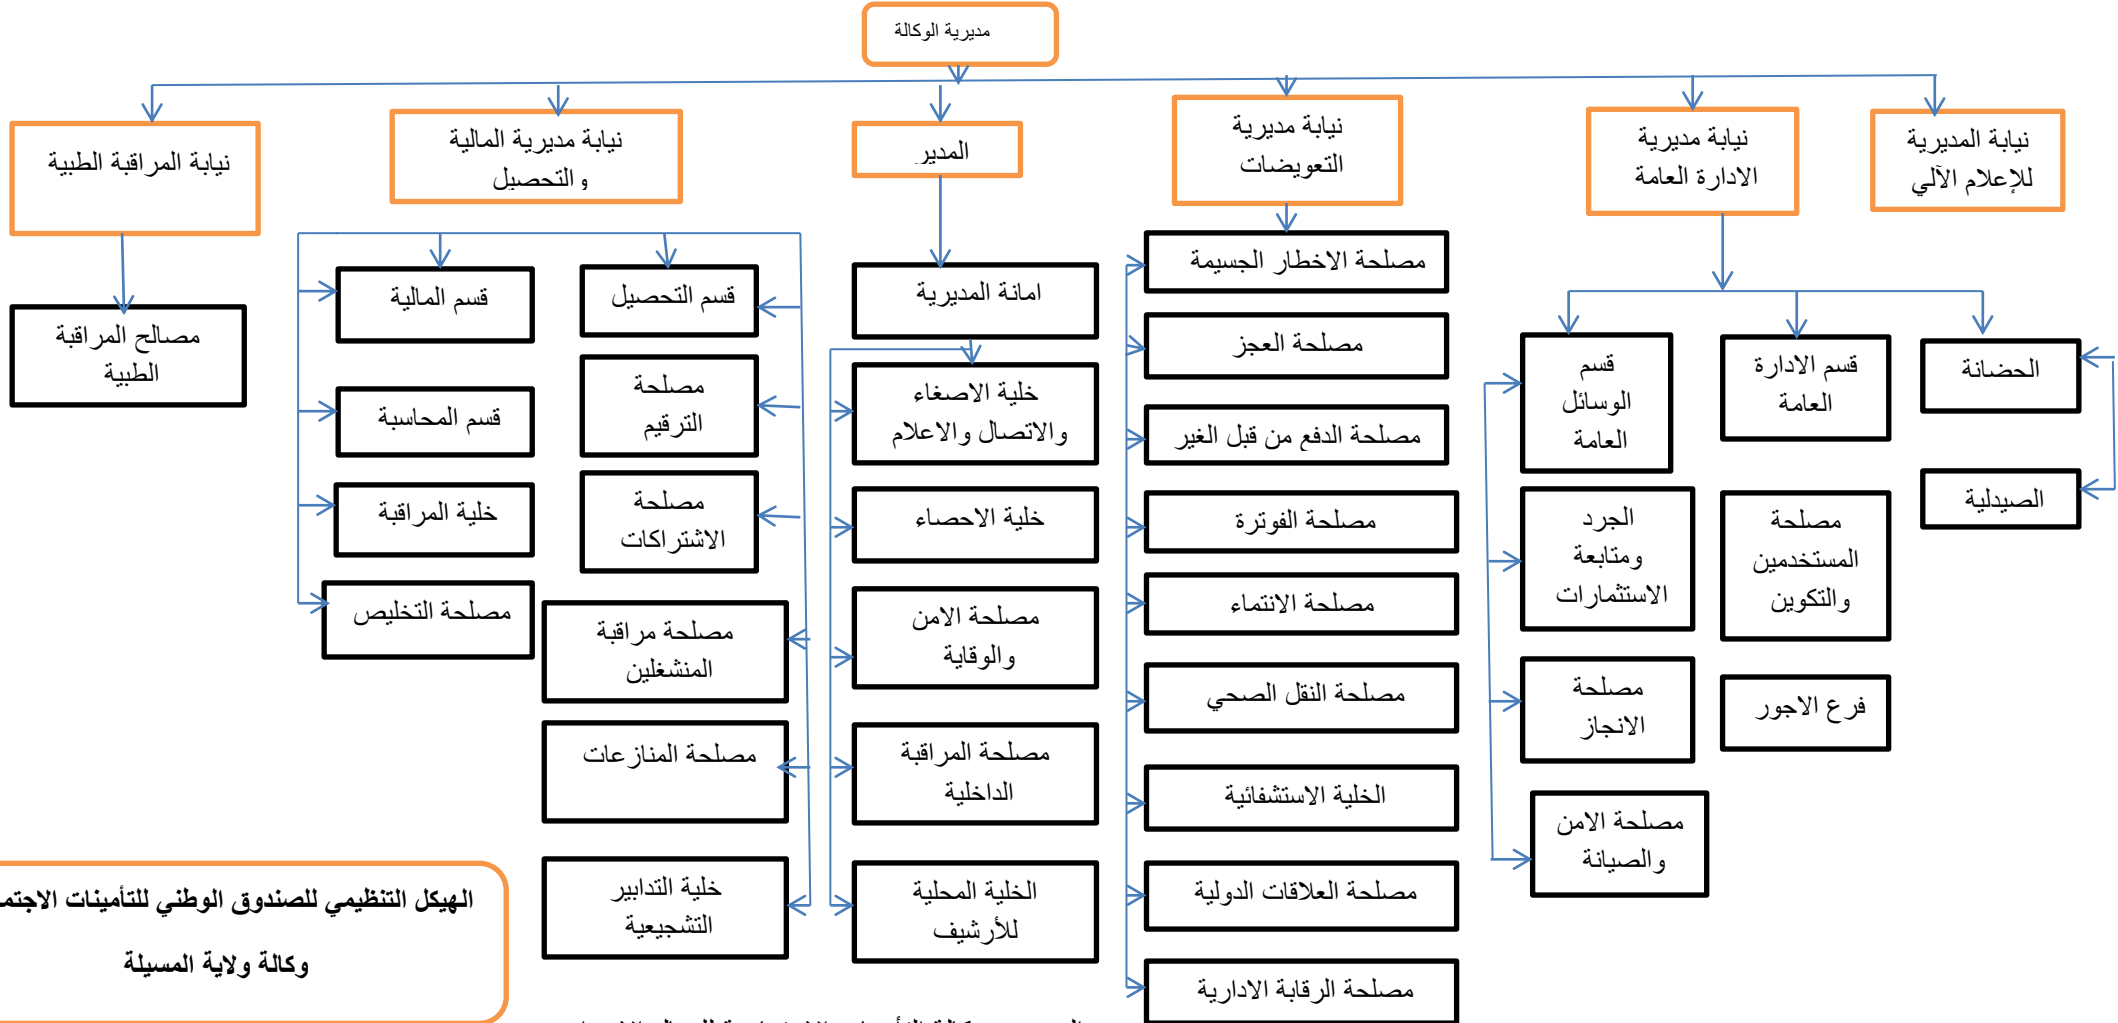 مديرية الوكالة
نيابة المديرية
للإعلام الآلي
نيابة مديرية
الادارة العامة
نيابة مديرية
التعويضات
المدير
نيابة مديرية المالية
والتحصيل
نيابة المراقبة الطبية
الحضانة
الصيدلية
قسم الادارة
العامة
مصلحة
المستخدمين
والتكوين
فرع الاجور
قسم
الوسائل
العامة
الجرد
ومتابعة
الاستثمارات
مصلحة
الانجاز
مصلحة الامن
والصيانة
مصلحة الاخطار الجسيمة
مصلحة العجز
مصلحة الدفع من قبل الغير
مصلحة الفوترة
مصلحة الانتماء
مصلحة النقل الصحي
الخلية الاستشفائية
مصلحة العلاقات الدولية
مصلحة الرقابة الادارية
امانة المديرية
خلية الاصغاء
والاتصال والاعلام
خلية الاحصاء
مصلحة الامن
والوقاية
مصلحة المراقبة
الداخلية
الخلية المحلية
للأرشيف
قسم التحصيل
مصلحة
الترقيم
مصلحة
الاشتراكات
مصلحة مراقبة
المنشغلين
مصلحة المنازعات
خلية التدابير
التشجيعية
قسم المالية
قسم المحاسبة
خلية المراقبة
مصلحة التخليص
مصالح المراقبة
الطبية
الهيكل التنظيمي للصندوق الوطني للتأمينات
وكالة ولاية المسيلة